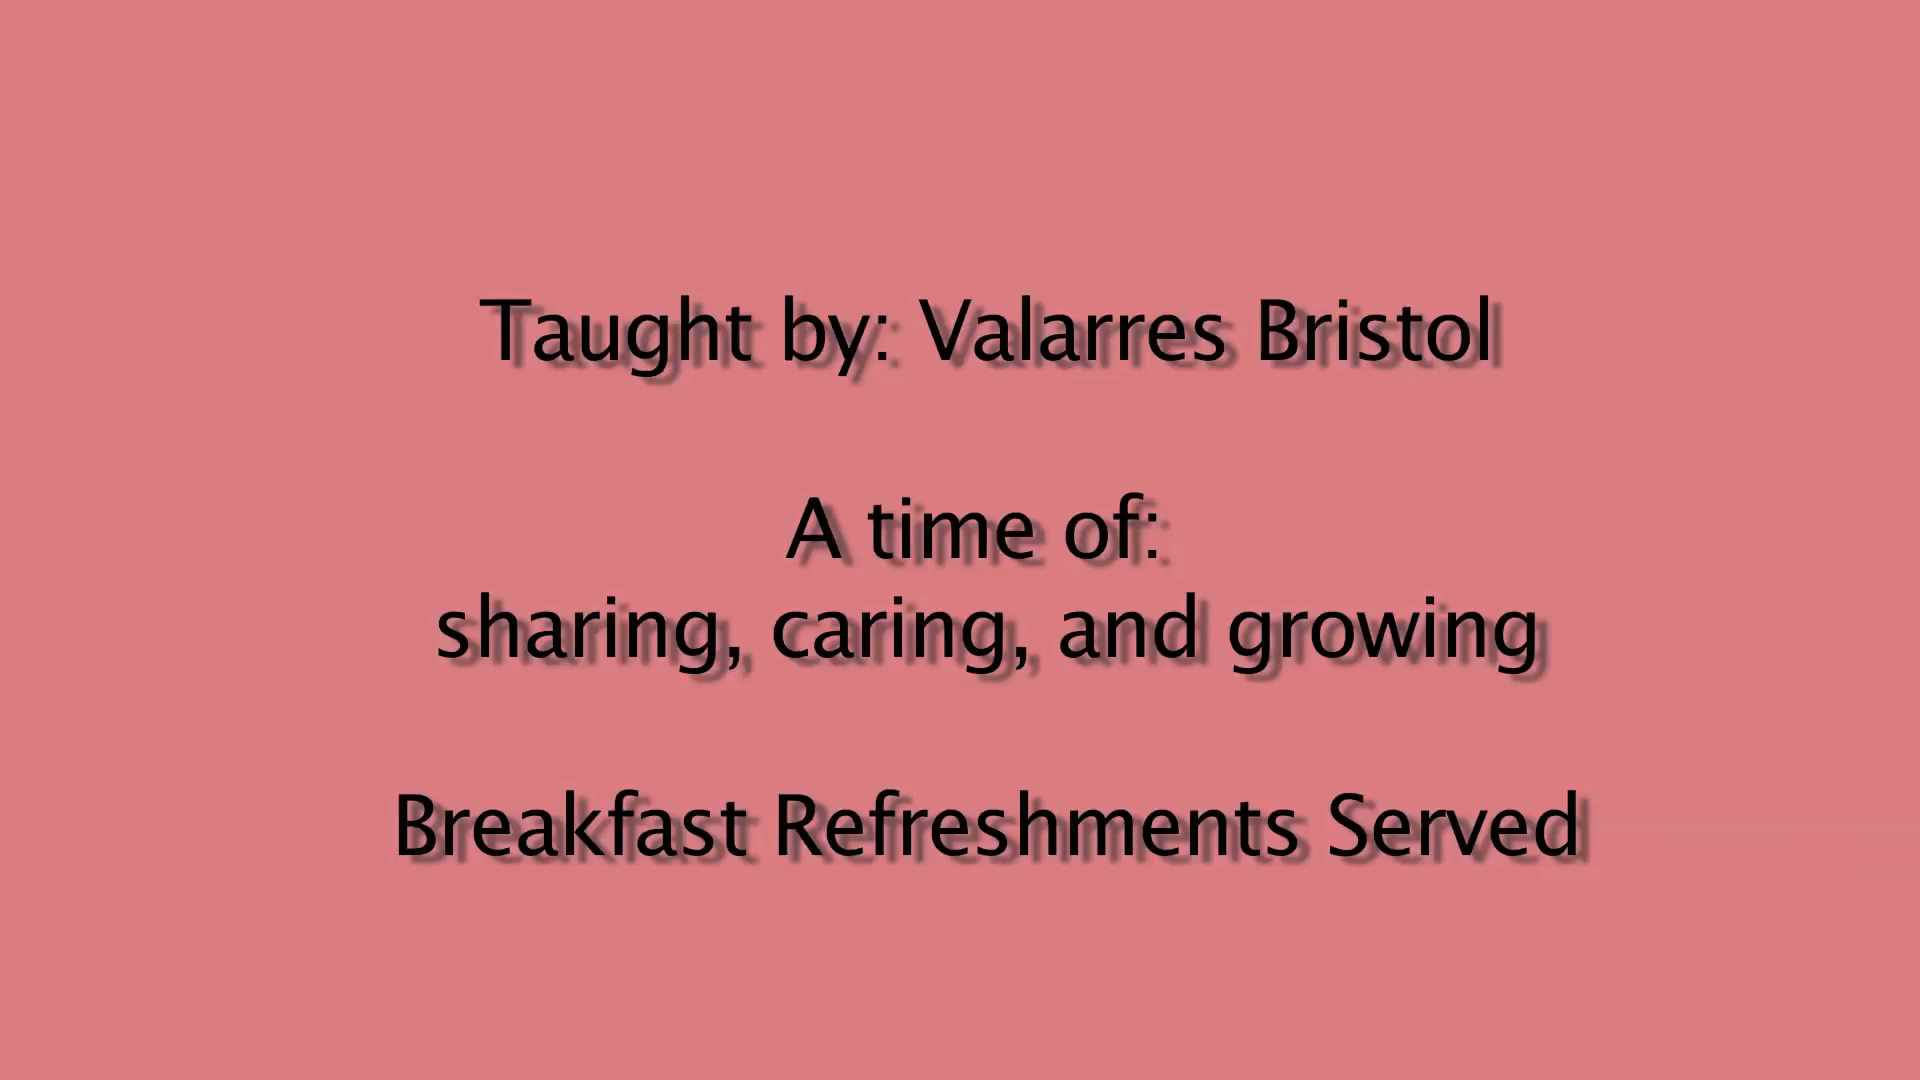 Taught by: Valarres Bristol
A time of:
sharing, caring, and growing
Breakfast Refreshments Served